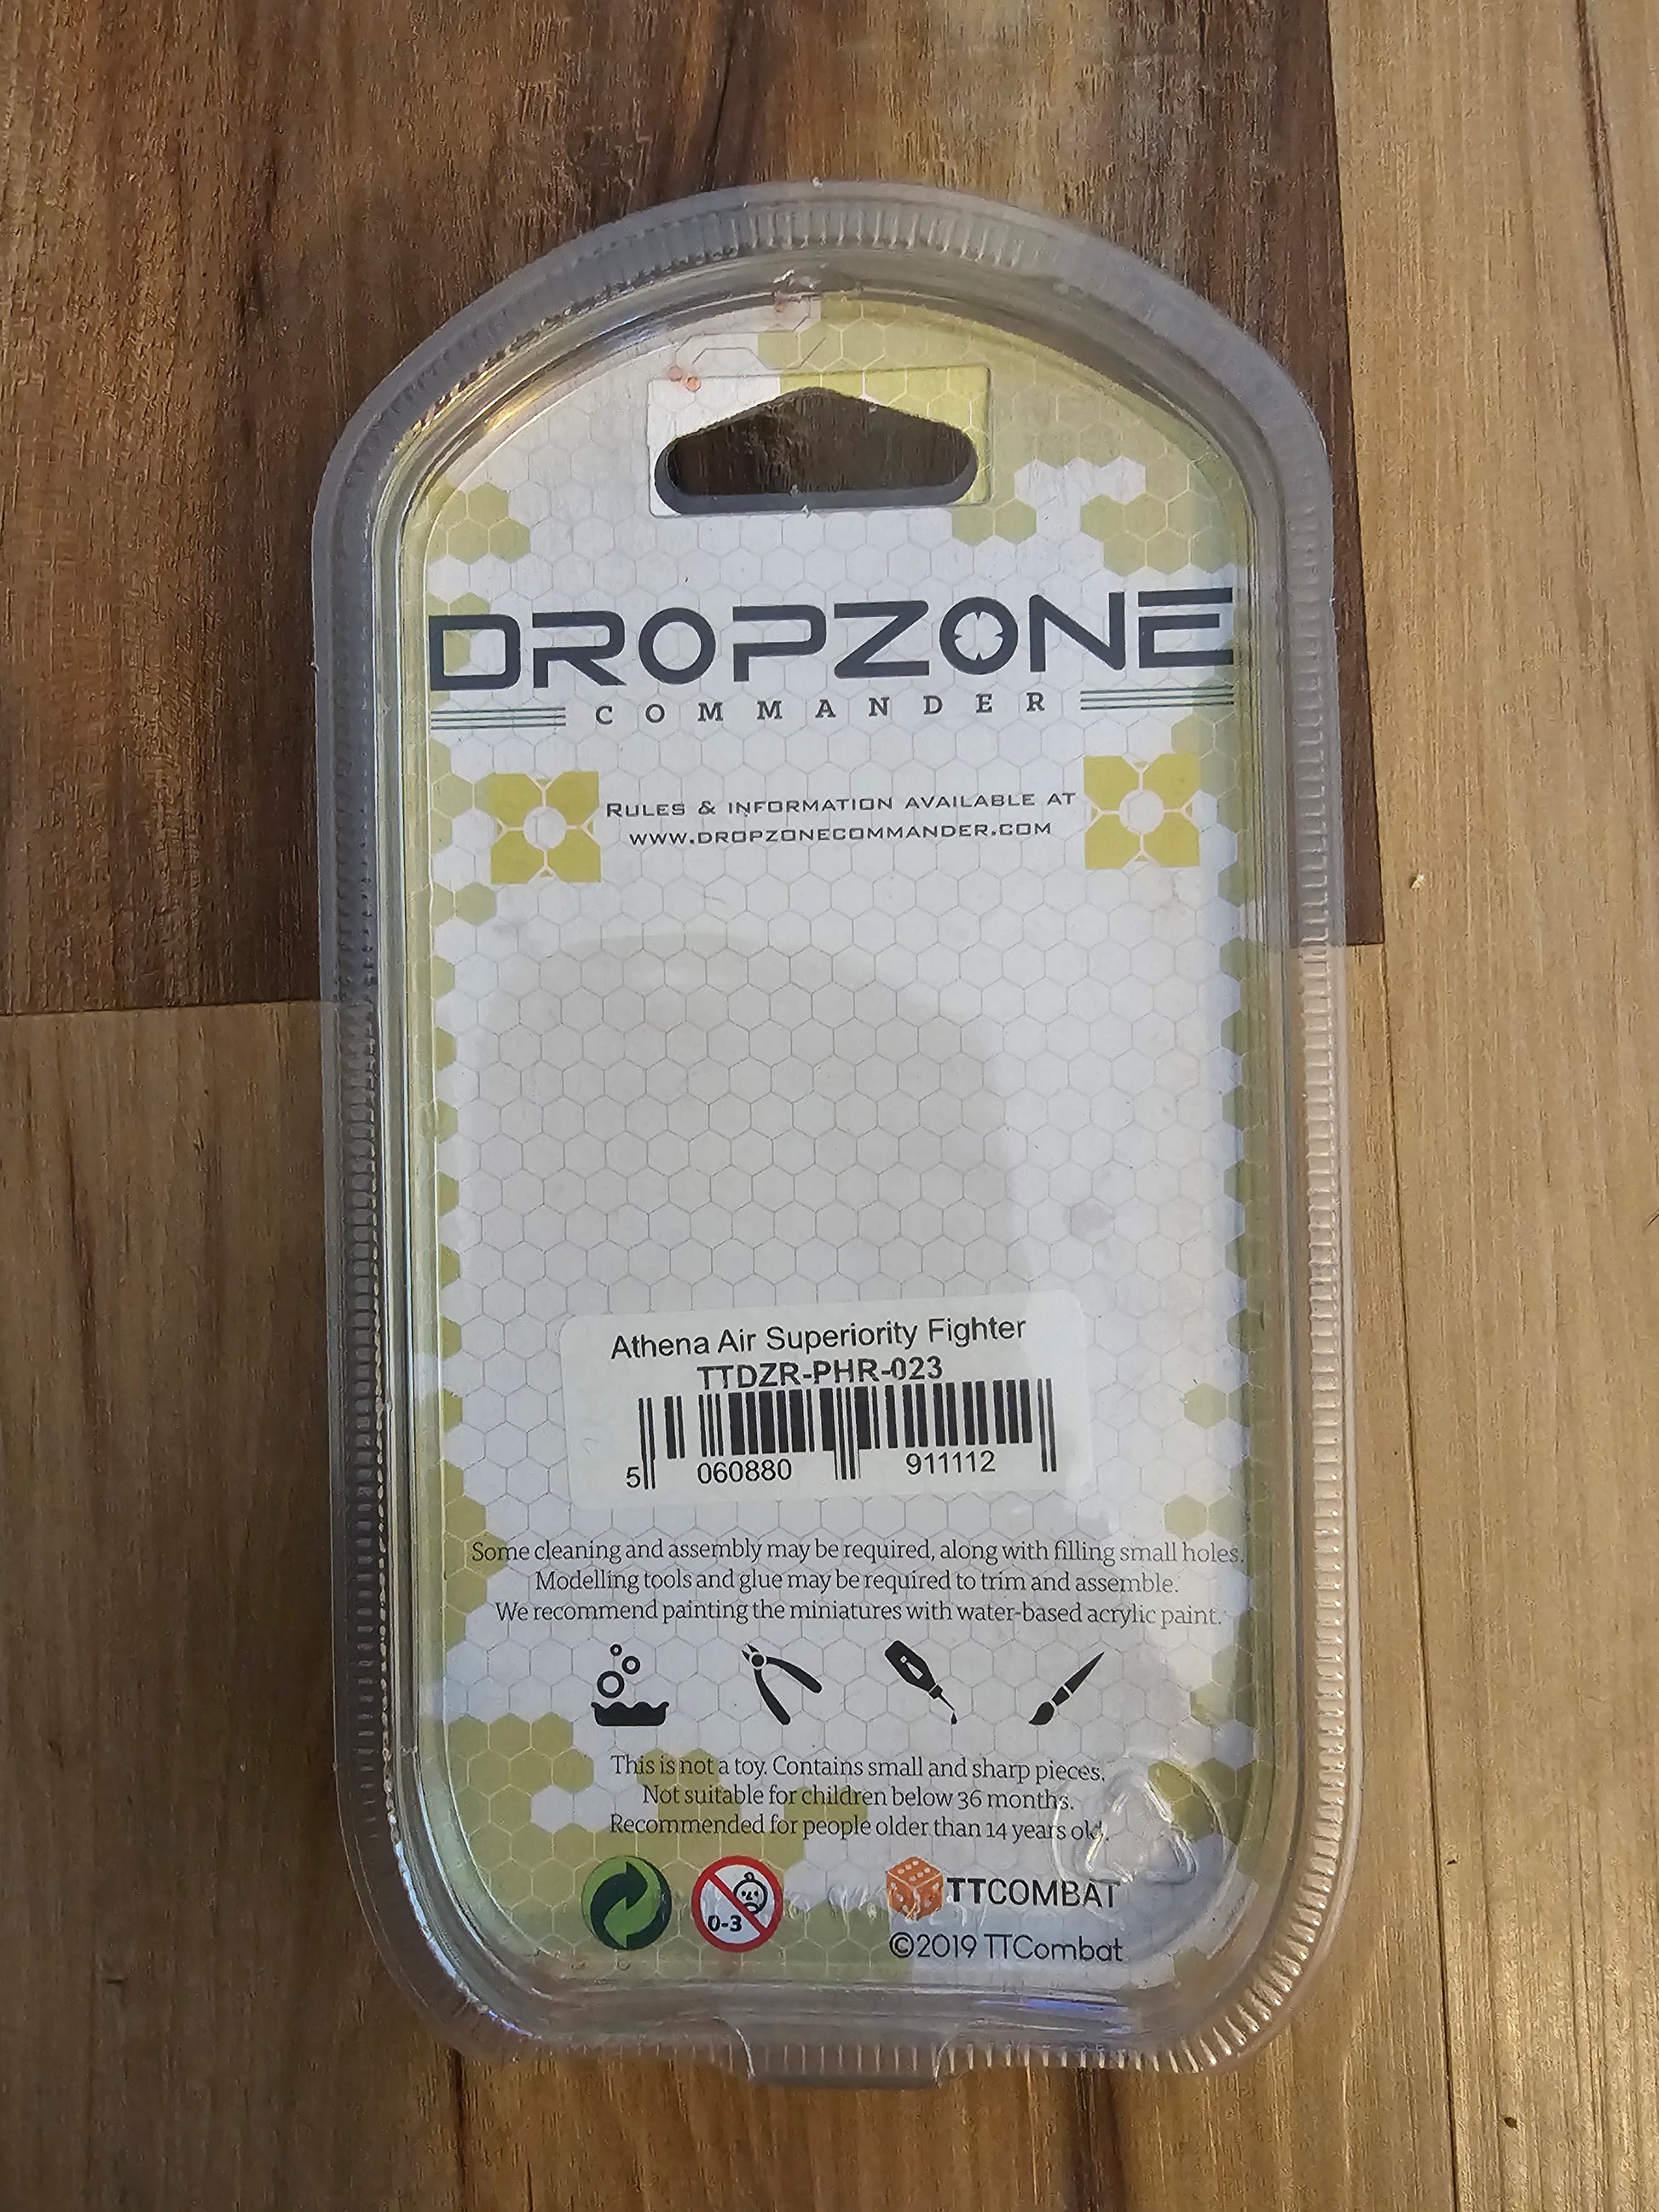 DROPZONE
COMMANDER
RULES & INFORMATION AVAILABLE AT
WWW.DROPZONECOMMANDER.COM
Athena Air Superiority Fighter
TTDZR-PHR-023
5 060880 911112
Some cleaning and assembly may be required, along with filling small holes.
Modelling tools and glue may be required to trim and assemble.
We recommend painting the miniatures with water-based acrylic paint.
This is not a toy. Contains small and sharp pieces.
Not suitable for children below 36 months.
Recommended for people older than 14 years old.
0-3
TTCOMBAT
©2019 TTCombat